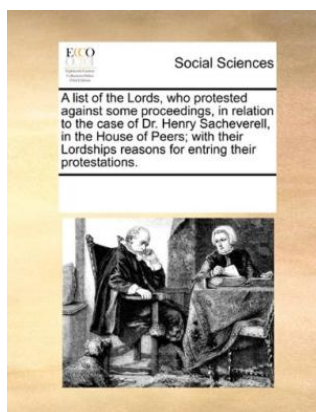 ECCO
Social Sciences
A list of the Lords, who protested
against some proceedings, in relation
to the case of Dr. Henry Sacheverell,
in the House of Peers; with their
Lordships reasons for entring their
protestations.